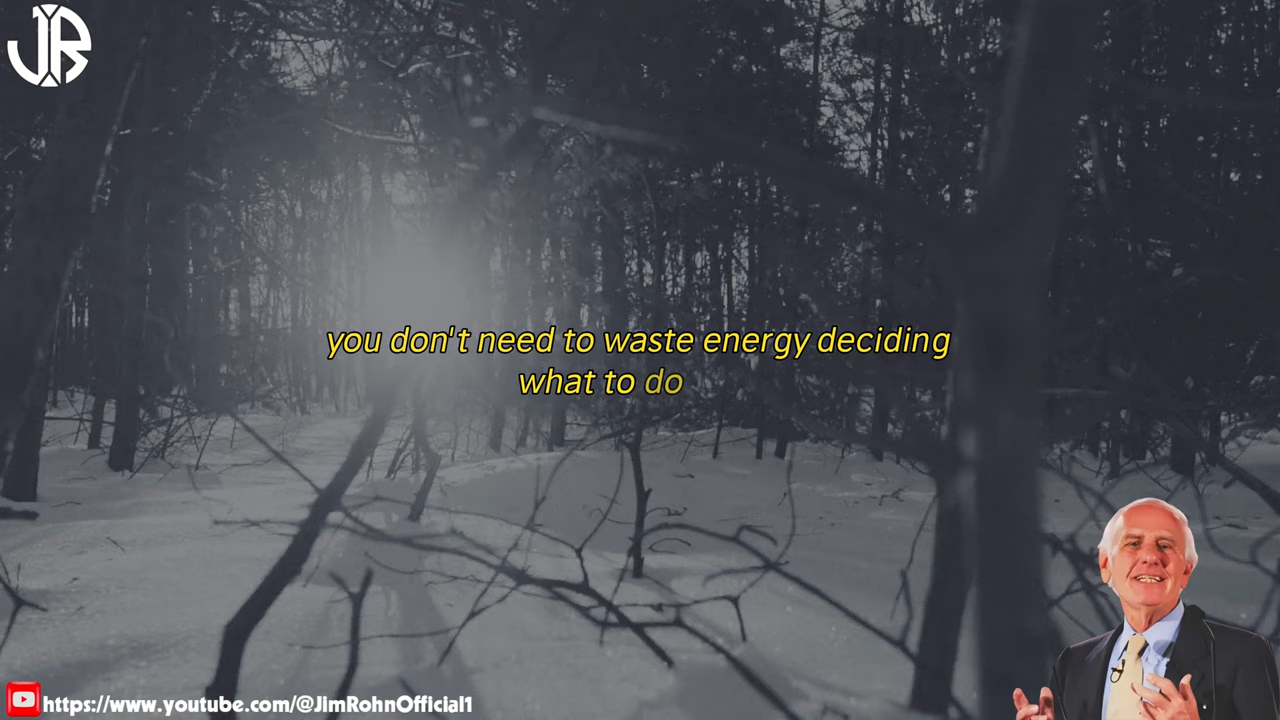 JR
you don't need to waste energy deciding
what to do
https://www.youtube.com/@JimRohnOfficial1